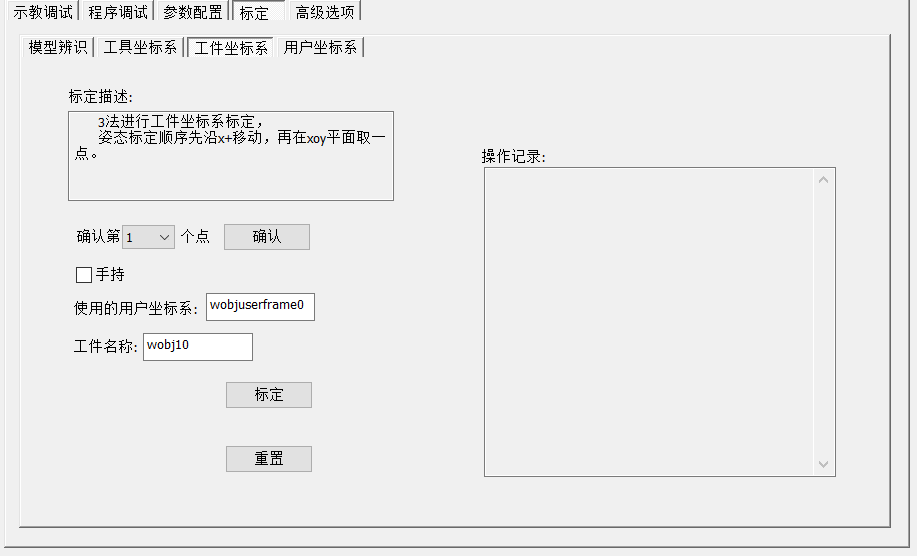 示教调试 程序调试 参数配置 标定 高级选项
模型辨识 工具坐标系 工件坐标系 用户坐标系
标定描述:
3法进行工件坐标系标定，
姿态标定顺序先沿x+移动，再在xoy平面取一
点。
操作记录:
确认第 1 个点 确认
手持
使用的用户坐标系: wobjuserframe0
工件名称: wobj10
标定
重置